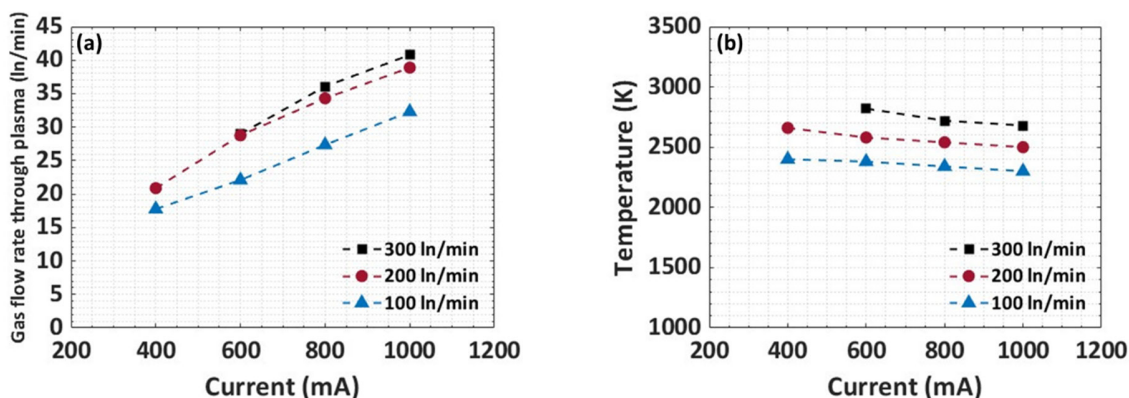 (a)
Gas flow rate through plasma (ln/min)
45
40
35
30
25
20
15
10
5
0
300 ln/min
200 ln/min
100 ln/min
200 400 600 800 1000 1200
Current (mA)
(b)
Temperature (K)
3500
3000
2500
2000
1500
1000
300 ln/min
200 ln/min
100 ln/min
200 400 600 800 1000 1200
Current (mA)